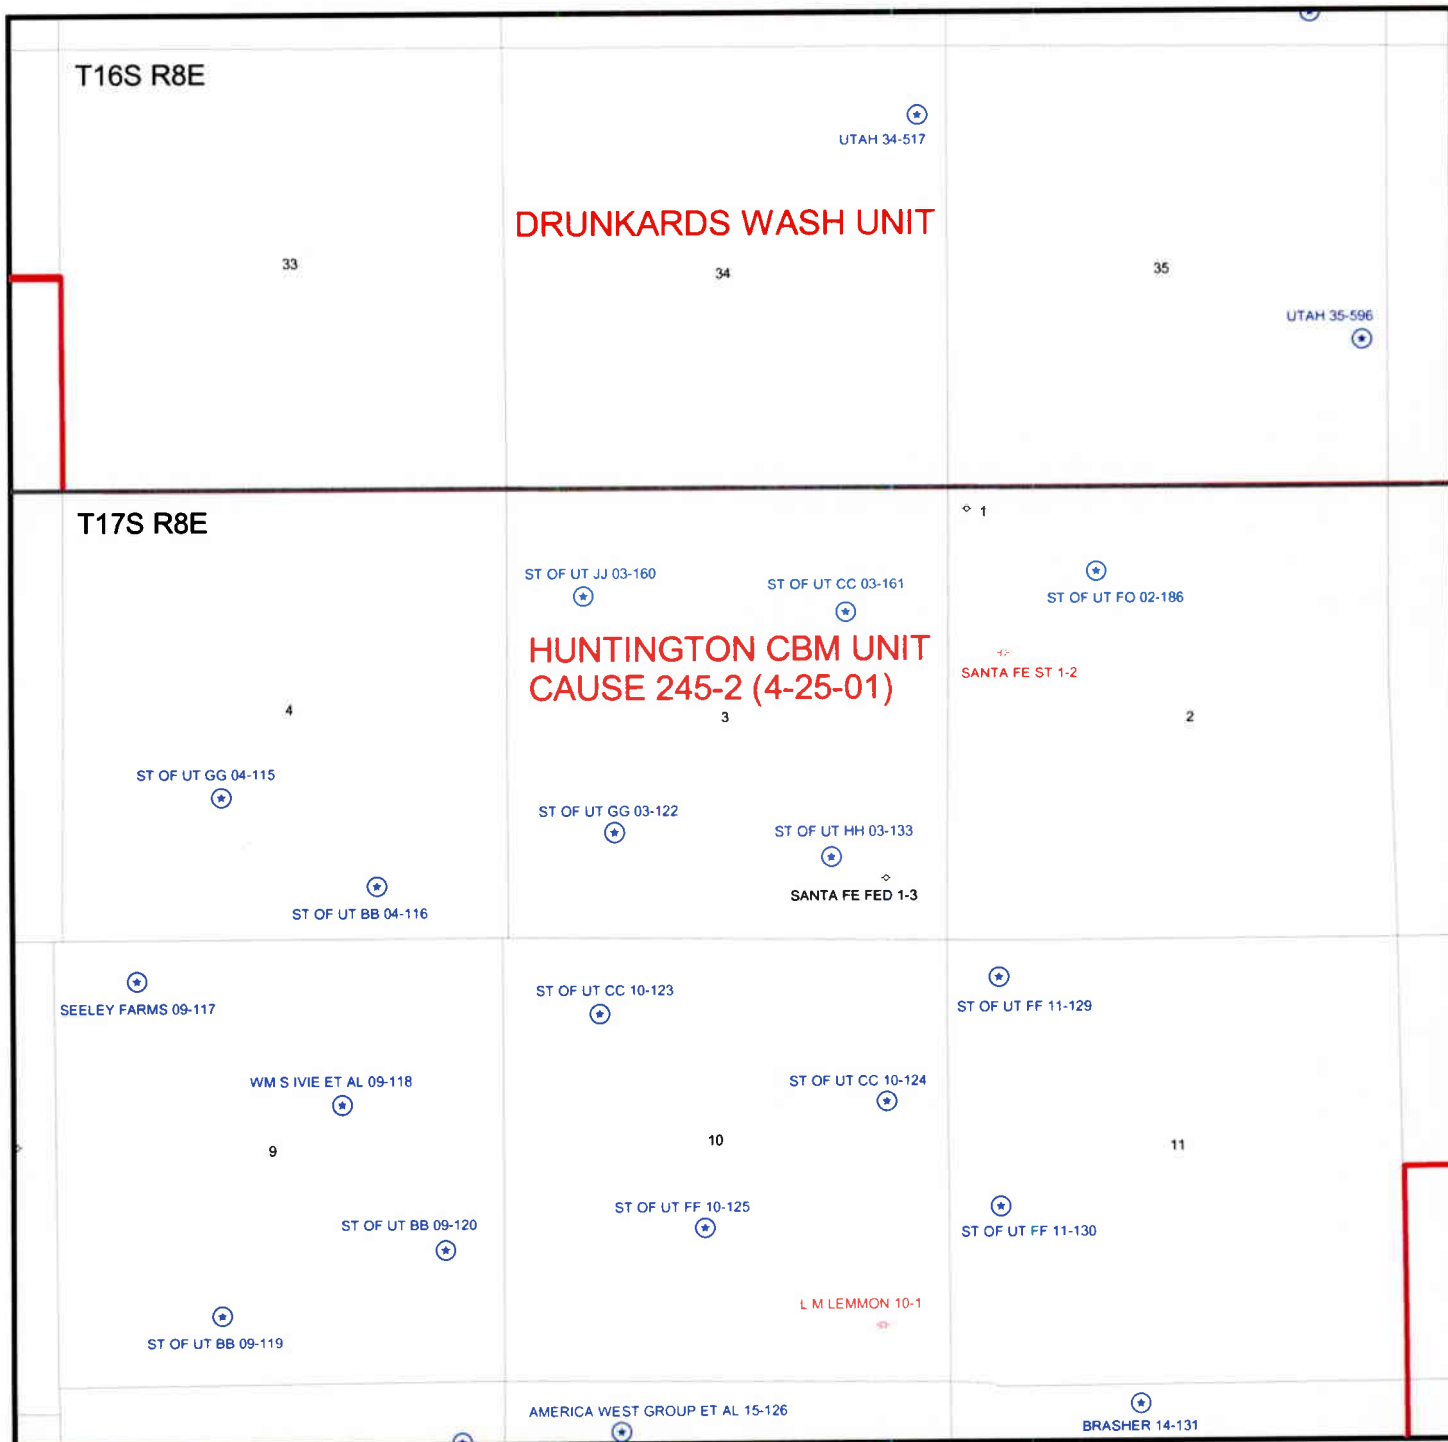 T16S R8E
UTAH 34-517
DRUNKARDS WASH UNIT
33
34
35
UTAH 35-596
T17S R8E
1
ST OF UT JJ 03-160
ST OF UT CC 03-161
ST OF UT FO 02-186
HUNTINGTON CBM UNIT
CAUSE 245-2 (4-25-01)
SANTA FE ST 1-2
4
3
2
ST OF UT GG 04-115
ST OF UT GG 03-122
ST OF UT HH 03-133
SANTA FE FED 1-3
ST OF UT BB 04-116
SEELEY FARMS 09-117
ST OF UT CC 10-123
ST OF UT FF 11-129
WM S IVIE ET AL 09-118
ST OF UT CC 10-124
9
10
11
ST OF UT BB 09-120
ST OF UT FF 10-125
ST OF UT FF 11-130
L M LEMMON 10-1
ST OF UT BB 09-119
AMERICA WEST GROUP ET AL 15-126
BRASHER 14-131